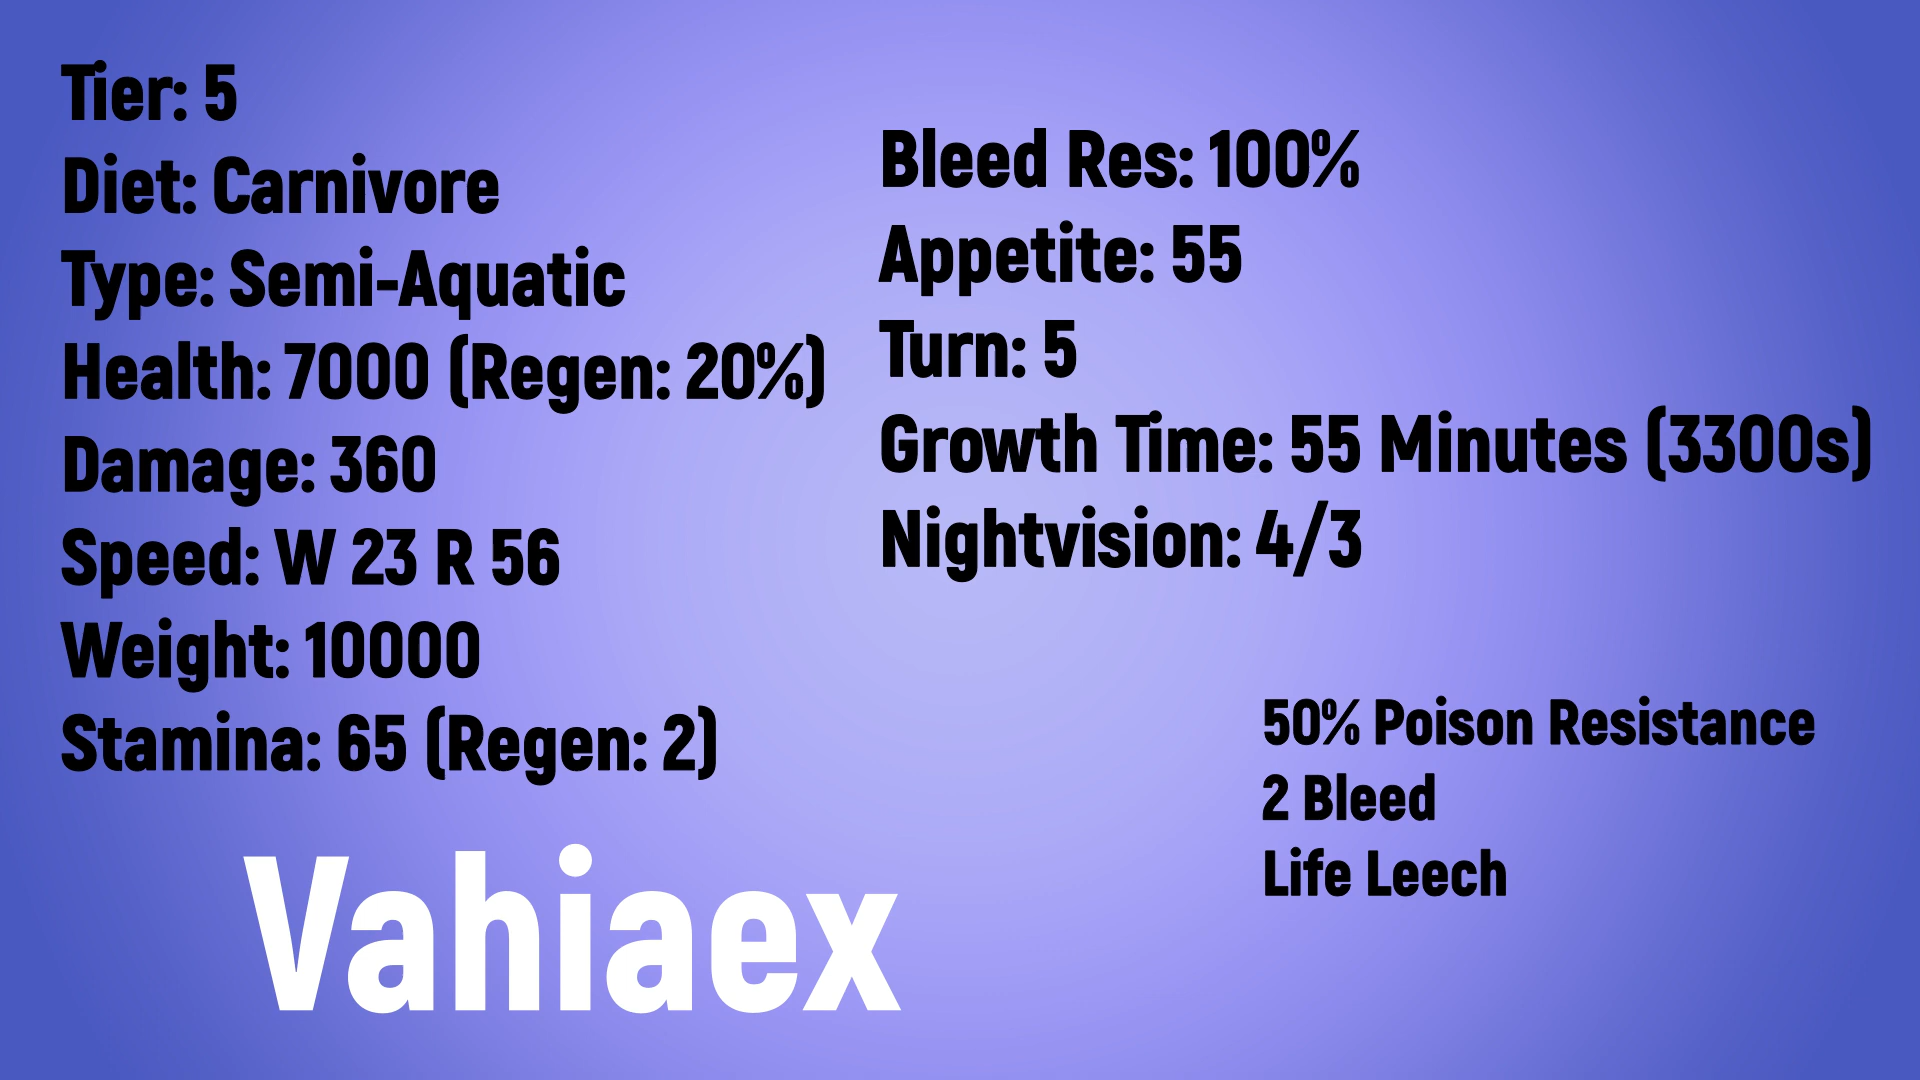 Tier: 5
Diet: Carnivore
Type: Semi-Aquatic
Health: 7000 (Regen: 20%)
Damage: 360
Speed: W 23 R 56
Weight: 10000
Stamina: 65 (Regen: 2)
Bleed Res: 100%
Appetite: 55
Turn: 5
Growth Time: 55 Minutes (3300s)
Nightvision: 4/3
50% Poison Resistance
2 Bleed
Life Leech
Vahiaex